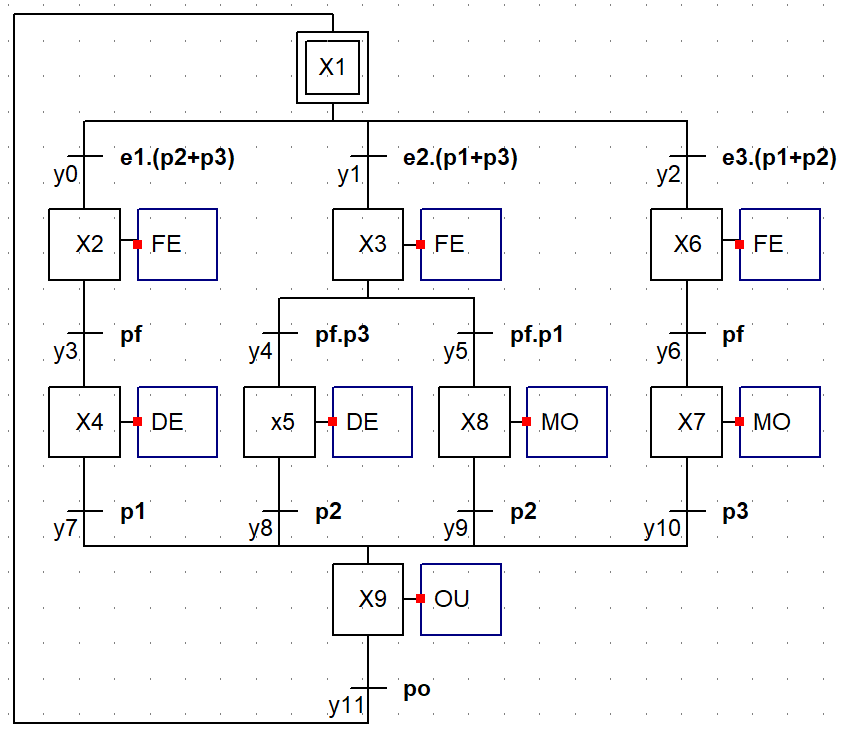 X1
y0 e1.(p2+p3)
y1 e2.(p1+p3)
y2 e3.(p1+p2)
X2 FE
X3 FE
X6 FE
y3 pf
y4 pf.p3
y5 pf.p1
y6 pf
X4 DE
x5 DE
X8 MO
X7 MO
y7 p1
y8 p2
y9 p2
y10 p3
X9 OU
y11 po